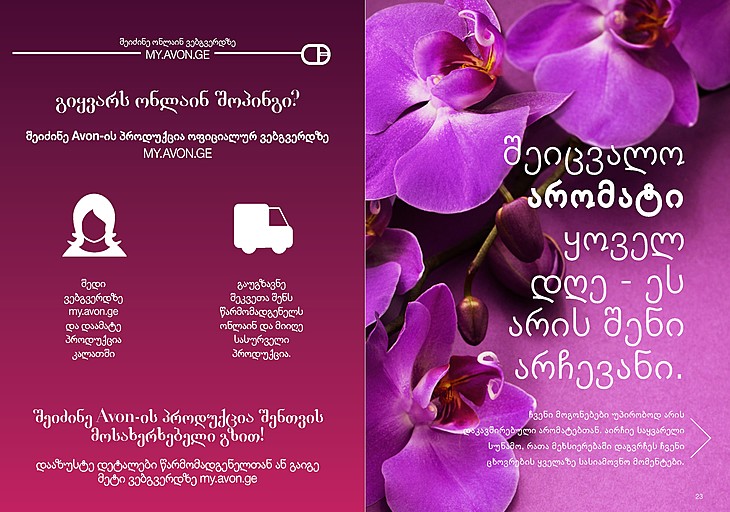 შეიძინე ონლაინ ვებგვერდზე
MY.AVON.GE
გიყვარს ონლაინ შოპინგი?
შეიძინე Avon-ის პროდუქცია ოფიციალურ ვებგვერდზე
MY.AVON.GE
შედი
ვებგვერდზე
my.avon.ge
და დაამატე
პროდუქცია
კალათში
გაუგზავნე
შეკვეთა შენს
წარმომადგენელს
ონლაინ და მიიღე
სასურველი
პროდუქცია.
შეიძინე Avon-ის პროდუქცია შენთვის
მოსახერხებელი გზით!
დააზუსტე დეტალები წარმომადგენელთან ან გაიგე
მეტი ვებგვერდზე my.avon.ge
შეიცვალო
არომატი
ყოველ
დღე - ეს
არის შენი
არჩევანი.
ჩვენი მოგონებები უპირობოდ არის
დაკავშირებული არომატებთან. აირჩიე საყვარელი
სუნამო, რათა მეხსიერებაში დაგვრჩეს ჩვენი
ცხოვრების ყველაზე სასიამოვნო მომენტები.
23